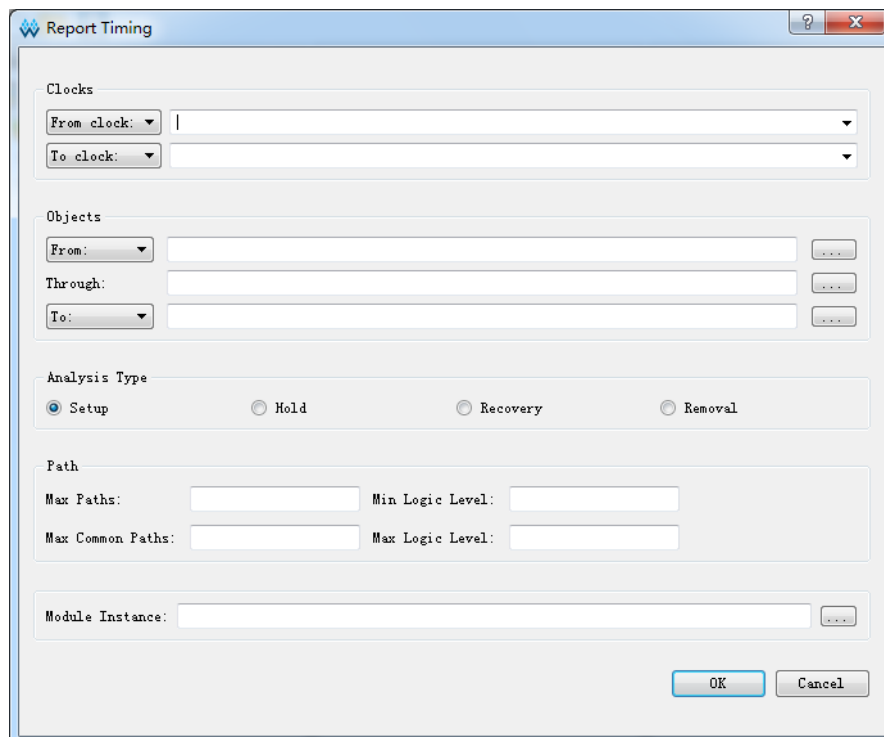 Report Timing
Clocks
From clock:
To clock:
Objects
From: ...
Through: ...
To: ...
Analysis Type
Setup Hold Recovery Removal
Path
Max Paths: Min Logic Level:
Max Common Paths: Max Logic Level:
Module Instance: ...
OK Cancel